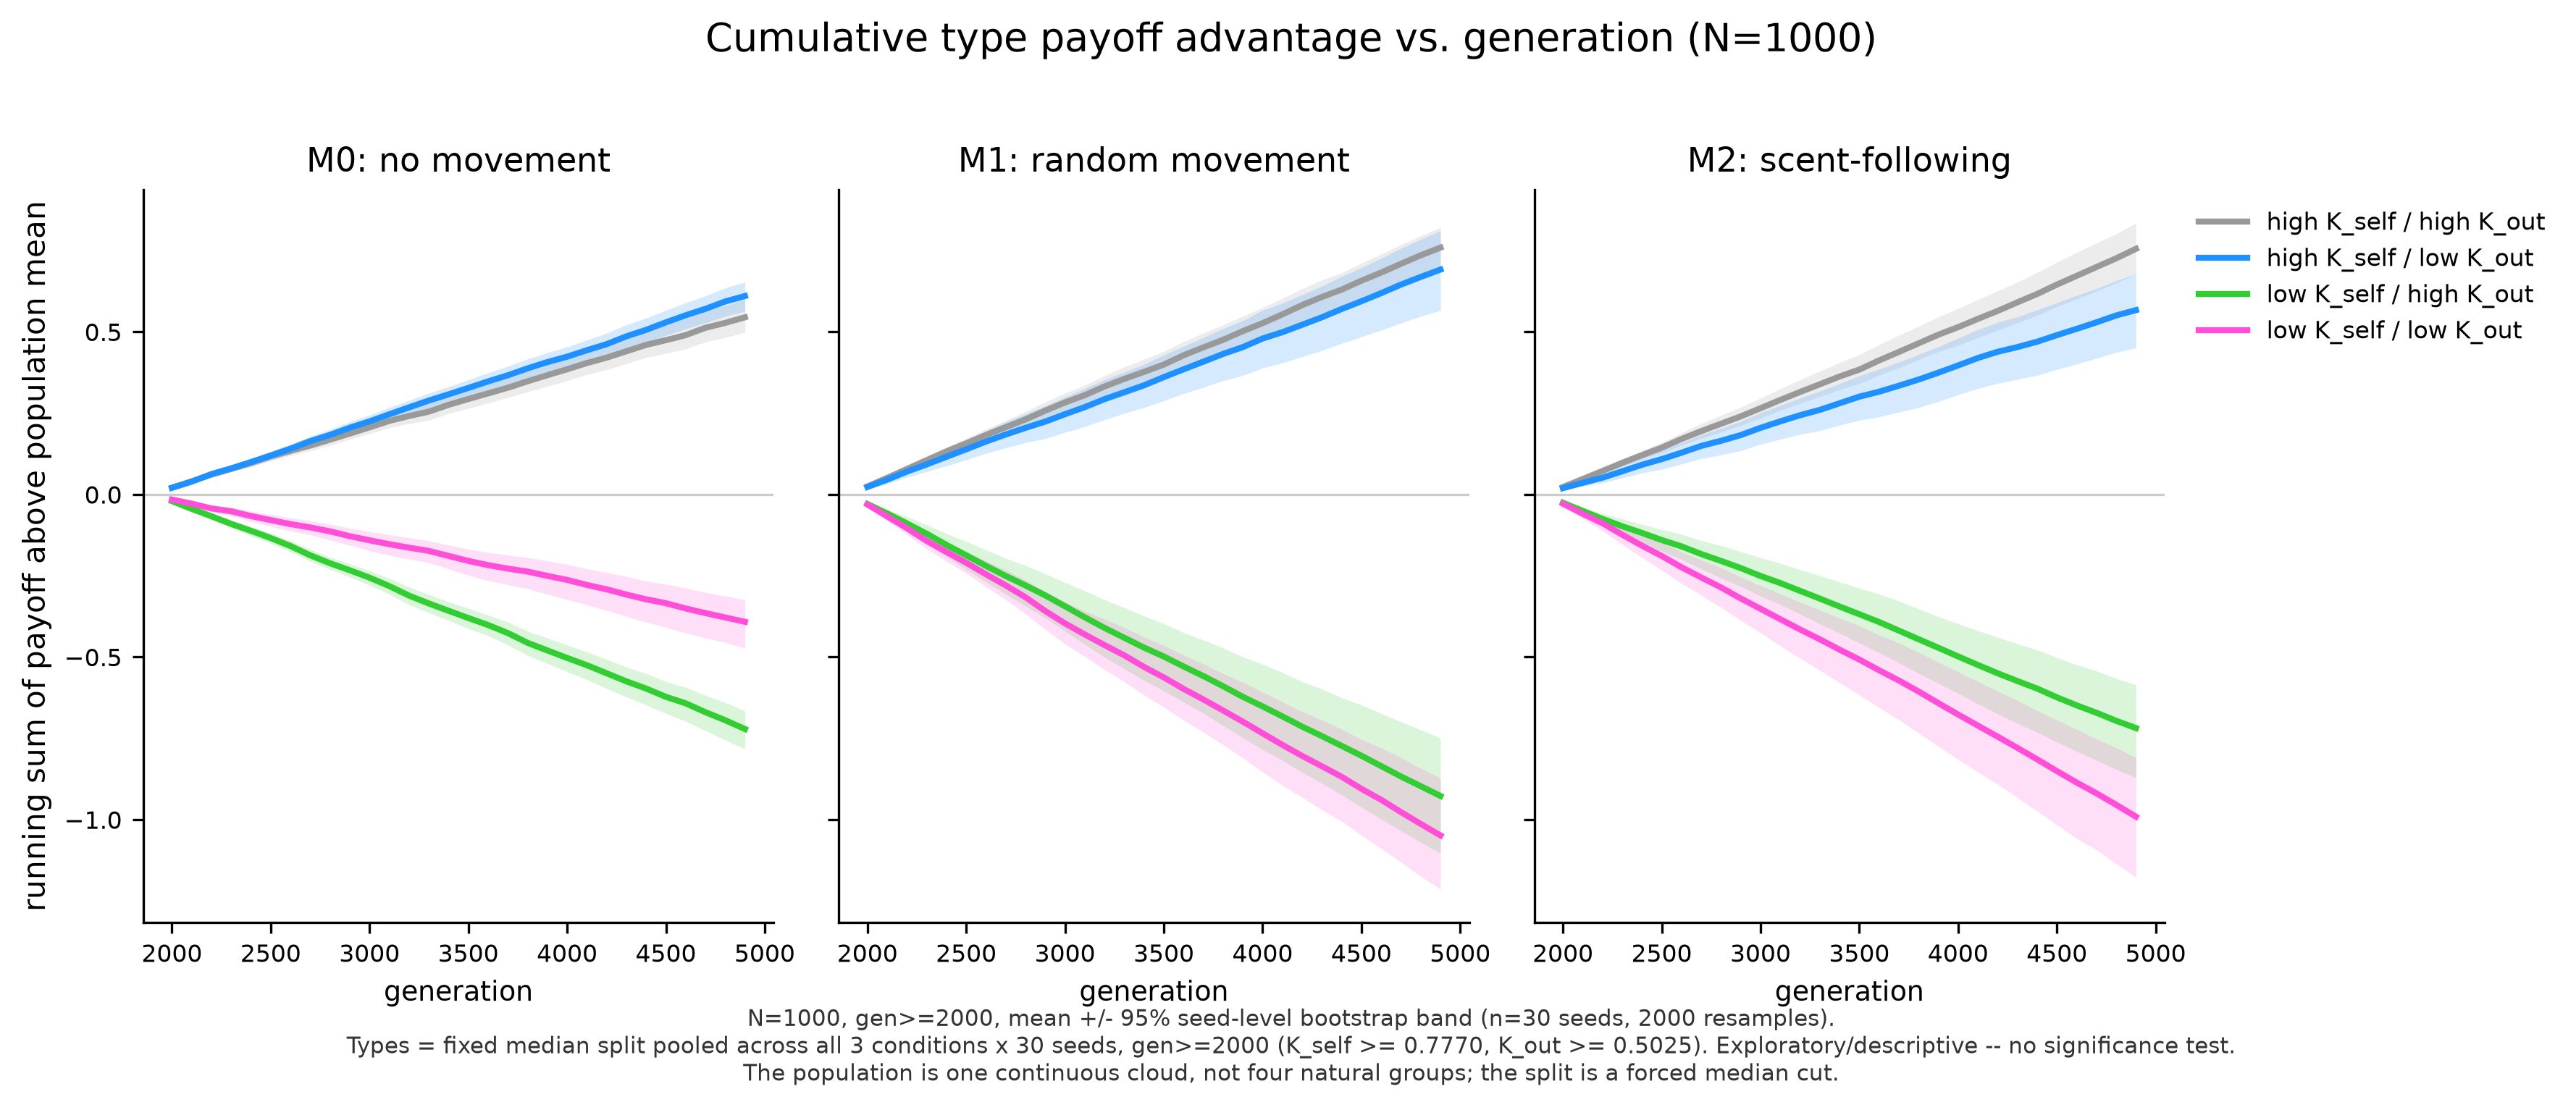 Cumulative type payoff advantage vs. generation (N=1000)
M0: no movement
M1: random movement
M2: scent-following
running sum of payoff above population mean
0.5
0.0
−0.5
−1.0
high K_self / high K_out
high K_self / low K_out
low K_self / high K_out
low K_self / low K_out
2000 2500 3000 3500 4000 4500 5000
2000 2500 3000 3500 4000 4500 5000
2000 2500 3000 3500 4000 4500 5000
generation
generation
generation
N=1000, gen>=2000, mean +/- 95% seed-level bootstrap band (n=30 seeds, 2000 resamples).
Types = fixed median split pooled across all 3 conditions x 30 seeds, gen>=2000 (K_self >= 0.7770, K_out >= 0.5025). Exploratory/descriptive -- no significance test.
The population is one continuous cloud, not four natural groups; the split is a forced median cut.